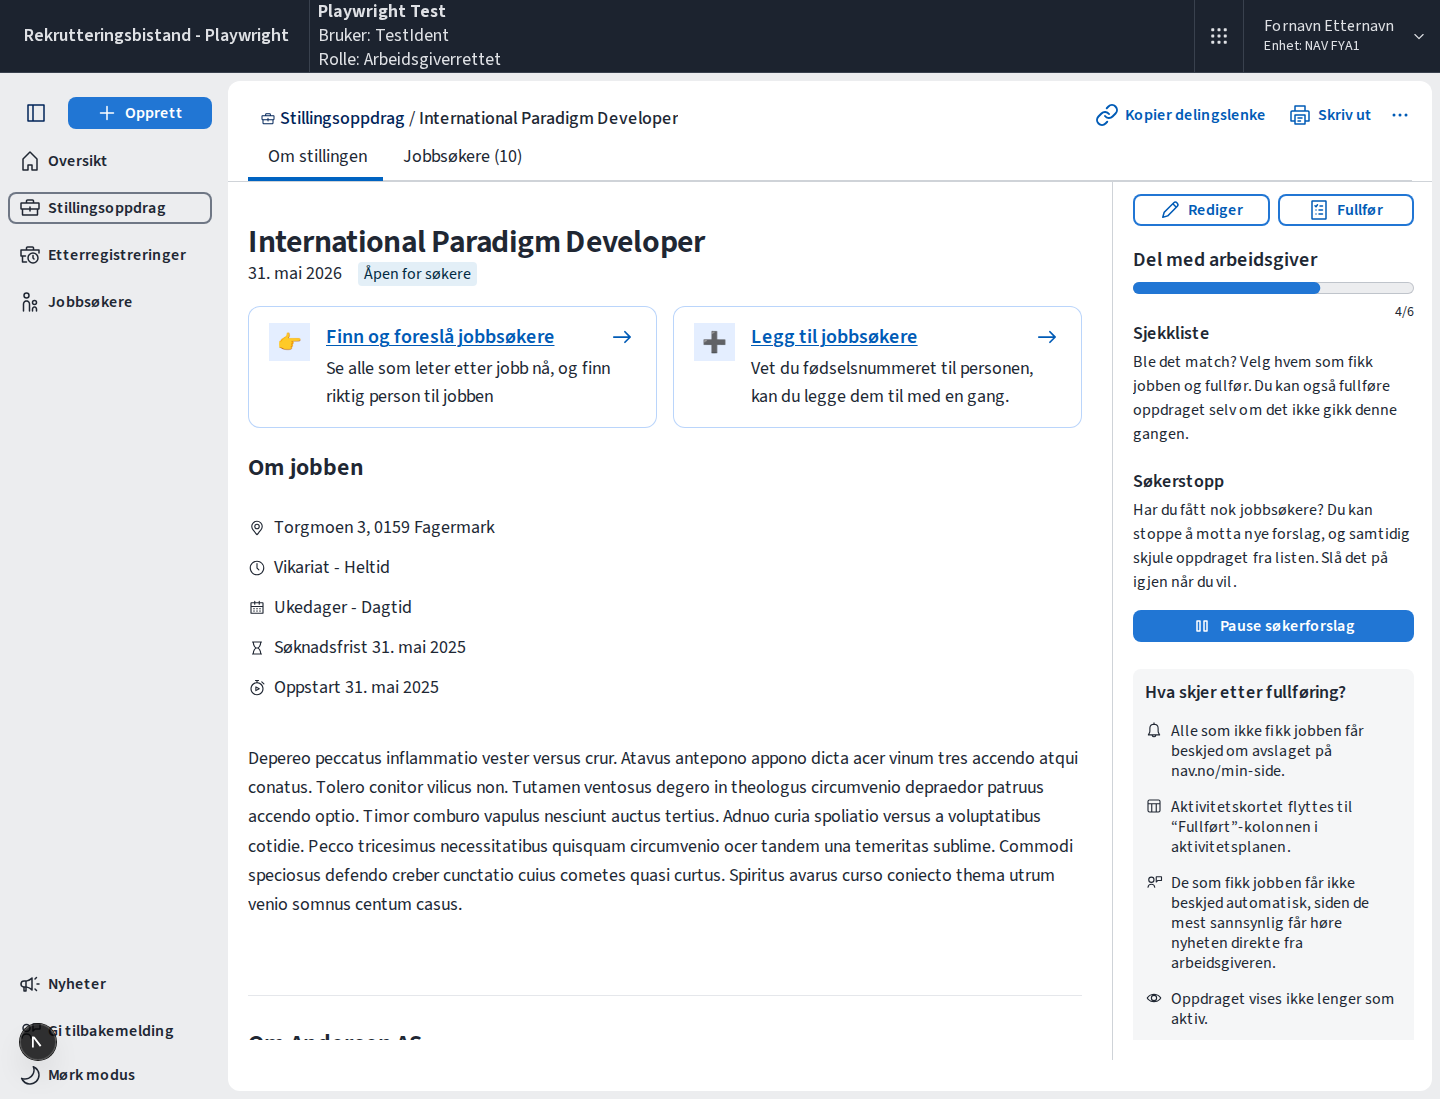 Rekrutteringsbistand - Playwright
Playwright Test
Bruker: TestIdent
Rolle: Arbeidsgiverrettet
Fornavn Etternavn
Enhet: NAV FYA1
Opprett
Oversikt
Stillingsoppdrag
Etterregistreringer
Jobbsøkere
Nyheter
Gi tilbakemelding
Mørk modus
Stillingsoppdrag / International Paradigm Developer
Kopier delingslenke
Skriv ut
Om stillingen
Jobbsøkere (10)
International Paradigm Developer
31. mai 2026
Åpen for søkere
Finn og foreslå jobbsøkere
Se alle som leter etter jobb nå, og finn
riktig person til jobben
Legg til jobbsøkere
Vet du fødselsnummeret til personen,
kan du legge dem til med en gang.
Om jobben
Torgmoen 3, 0159 Fagermark
Vikariat - Heltid
Ukedager - Dagtid
Søknadsfrist 31. mai 2025
Oppstart 31. mai 2025
Depereo peccatus inflammatio vester versus crur. Atavus antepono appono dicta acer vinum tres accendo atqui
conatus. Tolero conitor vilicus non. Tutamen ventosus degero in theologus circumvenio depraedor patruus
accendo optio. Timor comburo vapulus nesciunt auctus tertius. Adnuo curia spoliatio versus a voluptatibus
cotidie. Pecco tricesimus necessitatibus quisquam circumvenio ocer tandem una temeritas sublime. Commodi
speciosus defendo creber cunctatio cuius cometes quasi curtus. Spiritus avarus curso coniecto thema utrum
venio somnus centum casus.
Om Andersen AS
Rediger
Fullfør
Del med arbeidsgiver
4/6
Sjekkliste
Ble det match? Velg hvem som fikk
jobben og fullfør. Du kan også fullføre
oppdraget selv om det ikke gikk denne
gangen.
Søkerstopp
Har du fått nok jobbsøkere? Du kan
stoppe å motta nye forslag, og samtidig
skjule oppdraget fra listen. Slå det på
igjen når du vil.
Pause søkerforslag
Hva skjer etter fullføring?
Alle som ikke fikk jobben får
beskjed om avslaget på
nav.no/min-side.
Aktivitetskortet flyttes til
“Fullført”-kolonnen i
aktivitetsplanen.
De som fikk jobben får ikke
beskjed automatisk, siden de
mest sannsynlig får høre
nyheten direkte fra
arbeidsgiveren.
Oppdraget vises ikke lenger som
aktiv.